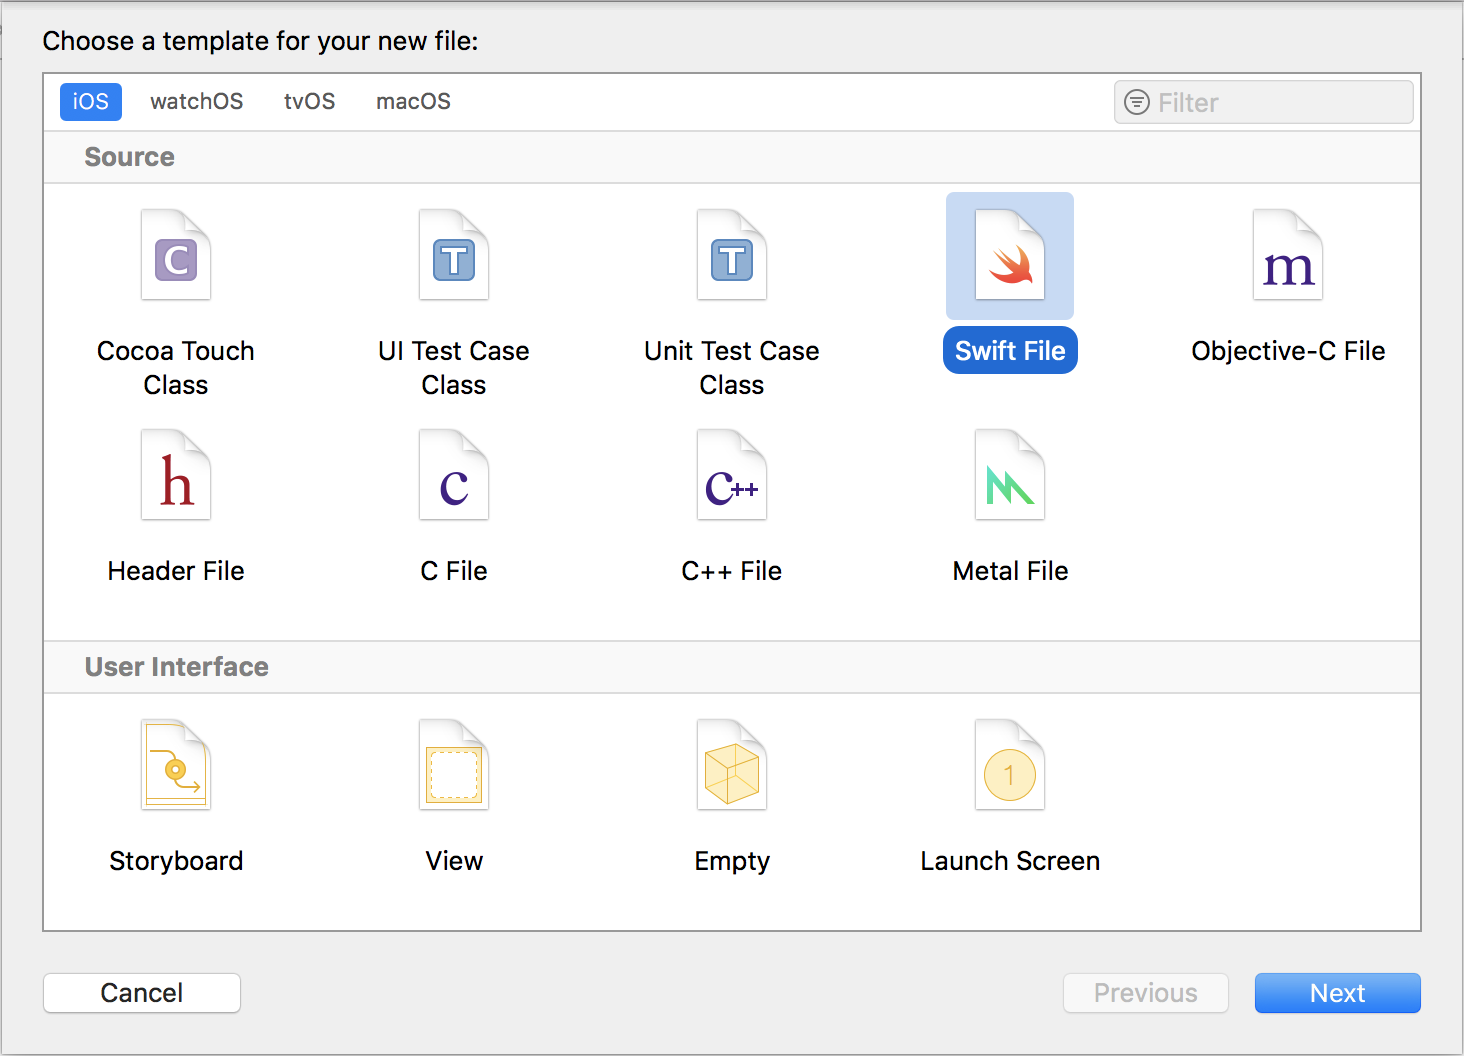 Choose a template for your new file:
iOS watchOS tvOS macOS Filter
Source
C T T m
Cocoa Touch Class UI Test Case Class Unit Test Case Class Swift File Objective-C File
h c C++
Header File C File C++ File Metal File
User Interface
1
Storyboard View Empty Launch Screen
Cancel Previous Next